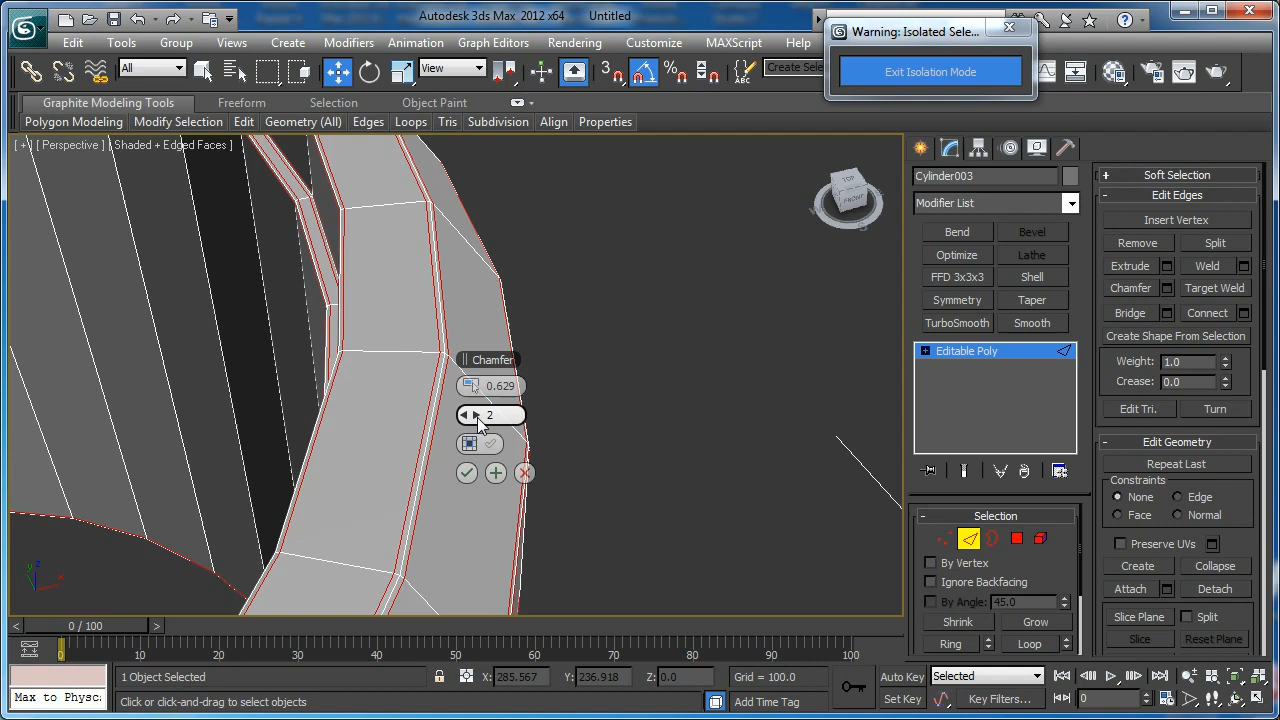 Autodesk 3ds Max 2012 x64 Untitled
Warning: Isolated Sele...
Exit Isolation Mode
Edit Tools Group Views Create Modifiers Animation Graph Editors Rendering Customize MAXScript Help
All View 3 Create Sele
Graphite Modeling Tools Freeform Selection Object Paint
Polygon Modeling Modify Selection Edit Geometry (All) Edges Loops Tris Subdivision Align Properties
[ + ] [ Perspective ] [ Shaded + Edged Faces ]
TOP
FRONT
Chamfer
0.629
2
Cylinder003
Modifier List
Bend Bevel
Optimize Lathe
FFD 3x3x3 Shell
Symmetry Taper
TurboSmooth Smooth
Editable Poly
Selection
By Vertex
Ignore Backfacing
By Angle: 45.0
Shrink Grow
Ring Loop
Soft Selection
Edit Edges
Insert Vertex
Remove Split
Extrude Weld
Chamfer Target Weld
Bridge Connect
Create Shape From Selection
Weight: 1.0
Crease: 0.0
Edit Tri. Turn
Edit Geometry
Repeat Last
Constraints
None Edge
Face Normal
Preserve UVs
Create Collapse
Attach Detach
Slice Plane Split
Slice Reset Plane
0 / 100
0 10 20 30 40 50 60 70 80 90 100
1 Object Selected X: 285.567 Y: 236.918 Z: 0.0 Grid = 100.0 Auto Key Selected
Max to Physcs Click or click-and-drag to select objects Add Time Tag Set Key Key Filters... 0